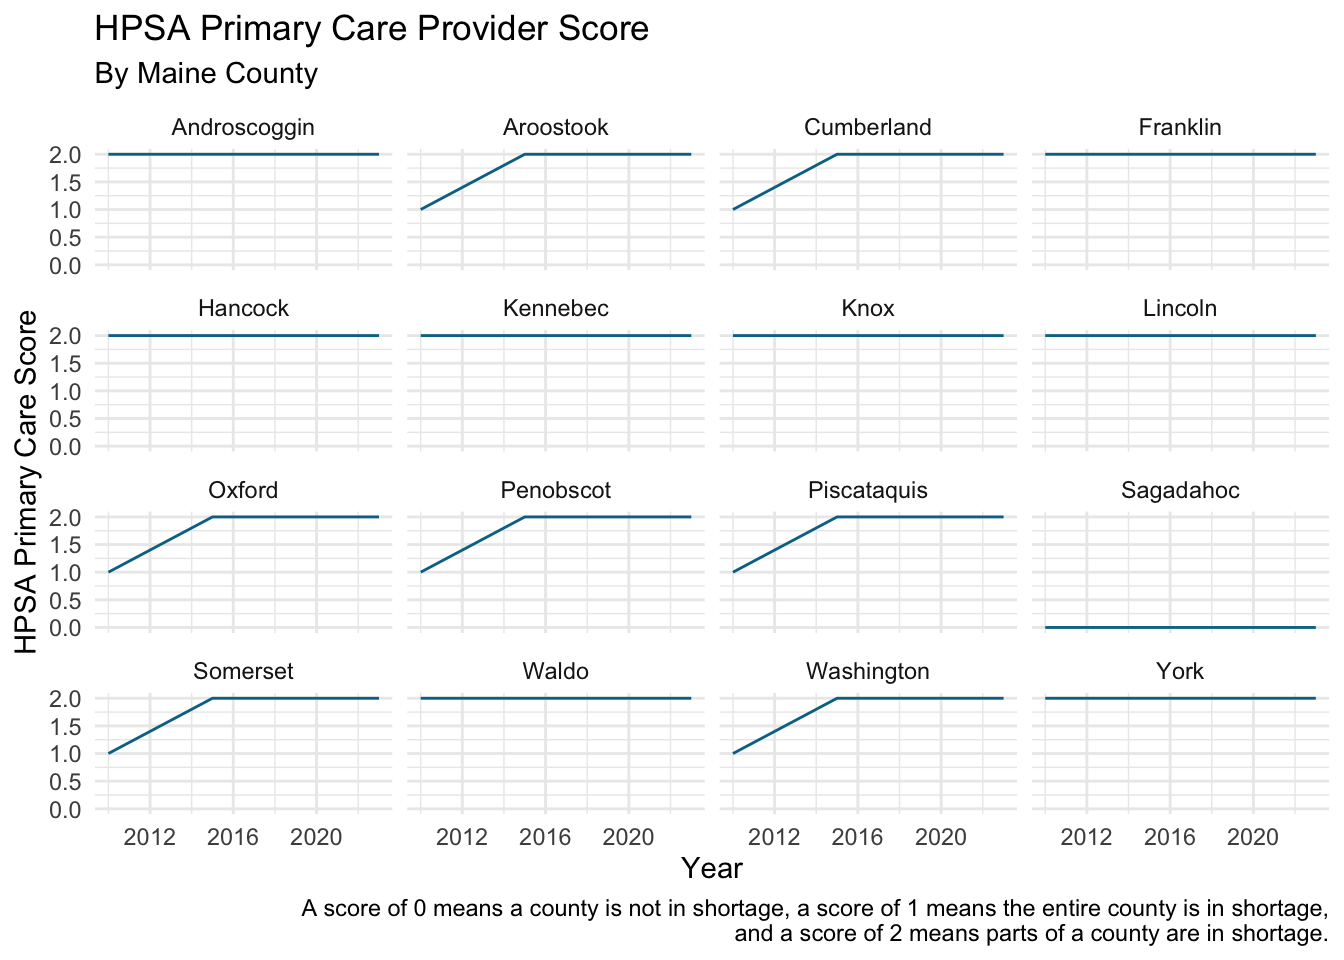 HPSA Primary Care Provider Score
By Maine County
Androscoggin Aroostook Cumberland Franklin
2.0
1.5
1.0
0.5
0.0
Hancock Kennebec Knox Lincoln
2.0
1.5
1.0
0.5
0.0
HPSA Primary Care Score
Oxford Penobscot Piscataquis Sagadahoc
2.0
1.5
1.0
0.5
0.0
Somerset Waldo Washington York
2.0
1.5
1.0
0.5
0.0
2012 2016 2020 2012 2016 2020 2012 2016 2020 2012 2016 2020
Year
A score of 0 means a county is not in shortage, a score of 1 means the entire county is in shortage,
and a score of 2 means parts of a county are in shortage.